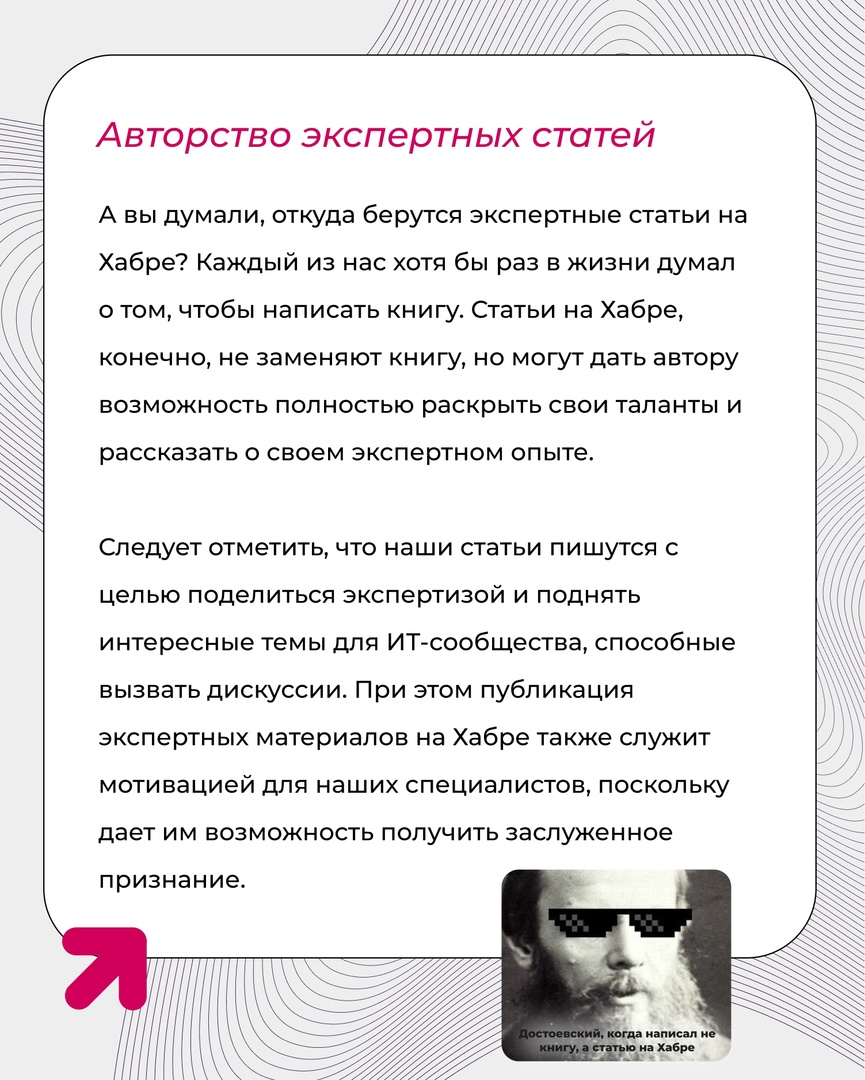 Авторство экспертных статей
А вы думали, откуда берутся экспертные статьи на
Хабре? Каждый из нас хотя бы раз в жизни думал
о том, чтобы написать книгу. Статьи на Хабре,
конечно, не заменяют книгу, но могут дать автору
возможность полностью раскрыть свои таланты и
рассказать о своем экспертном опыте.
Следует отметить, что наши статьи пишутся с
целью поделиться экспертизой и поднять
интересные темы для ИТ-сообщества, способные
вызвать дискуссии. При этом публикация
экспертных материалов на Хабре также служит
мотивацией для наших специалистов, поскольку
дает им возможность получить заслуженное
признание.
Достоевский, когда написал не
книгу, а статью на Хабре